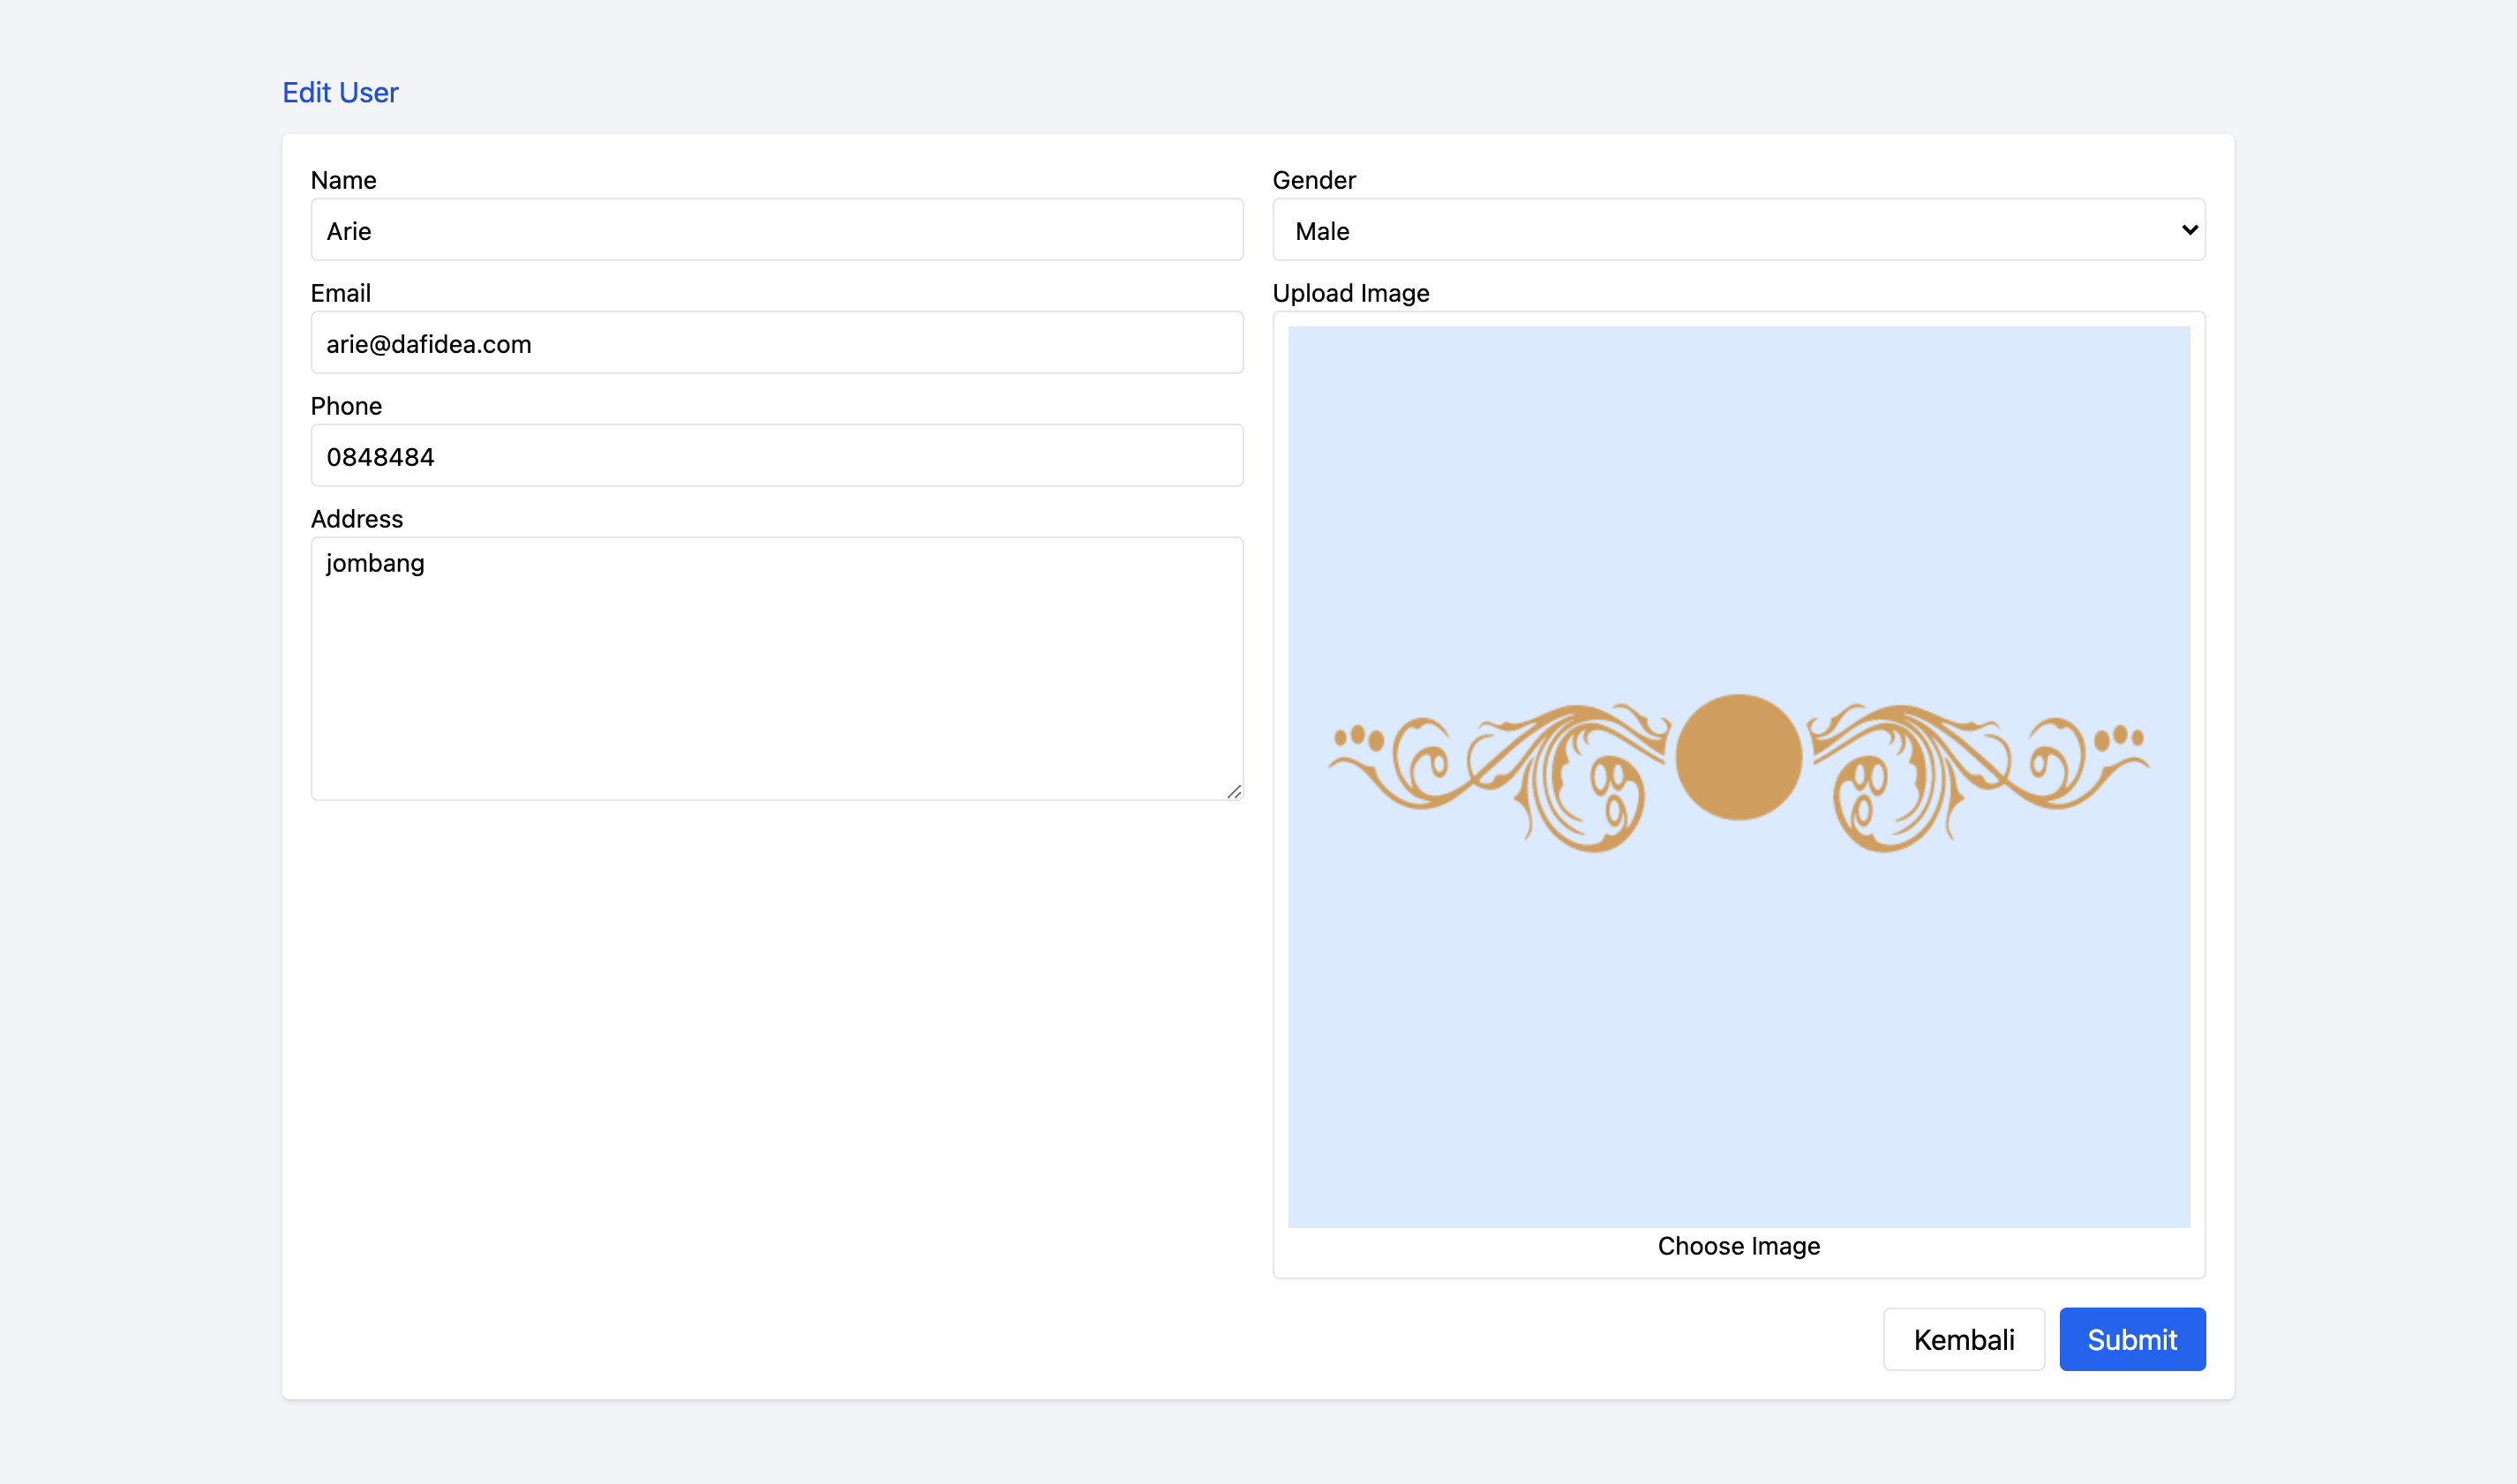 Edit User
Name
Arie
Email
arie@dafidea.com
Phone
0848484
Address
jombang
Gender
Male
Upload Image
Choose Image
Kembali
Submit